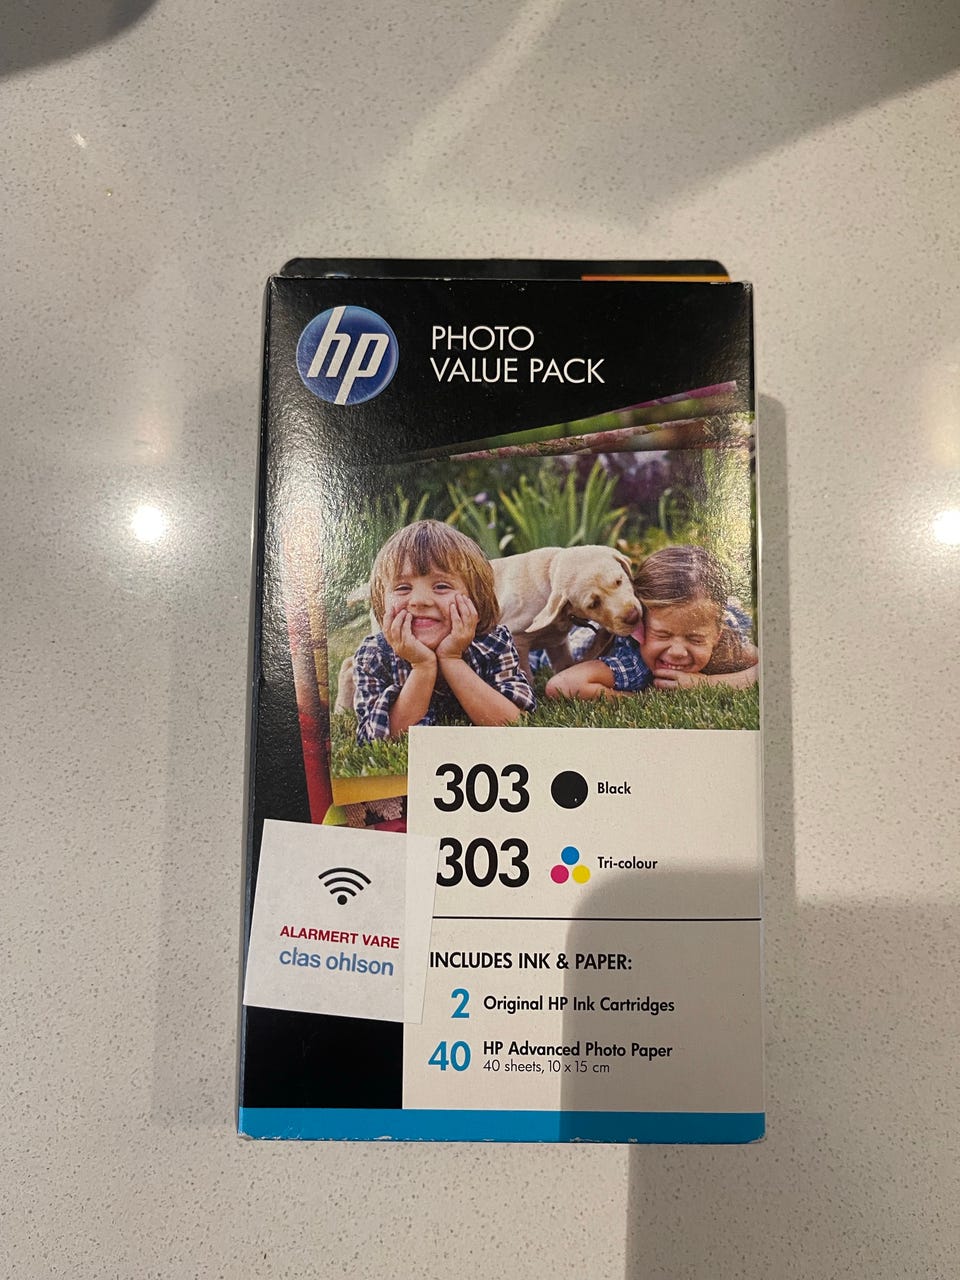 hp
PHOTO
VALUE PACK
303 Black
303 Tri-colour
ALARMERT VARE
clas ohlson
INCLUDES INK & PAPER:
2 Original HP Ink Cartridges
40 HP Advanced Photo Paper
40 sheets, 10 x 15 cm